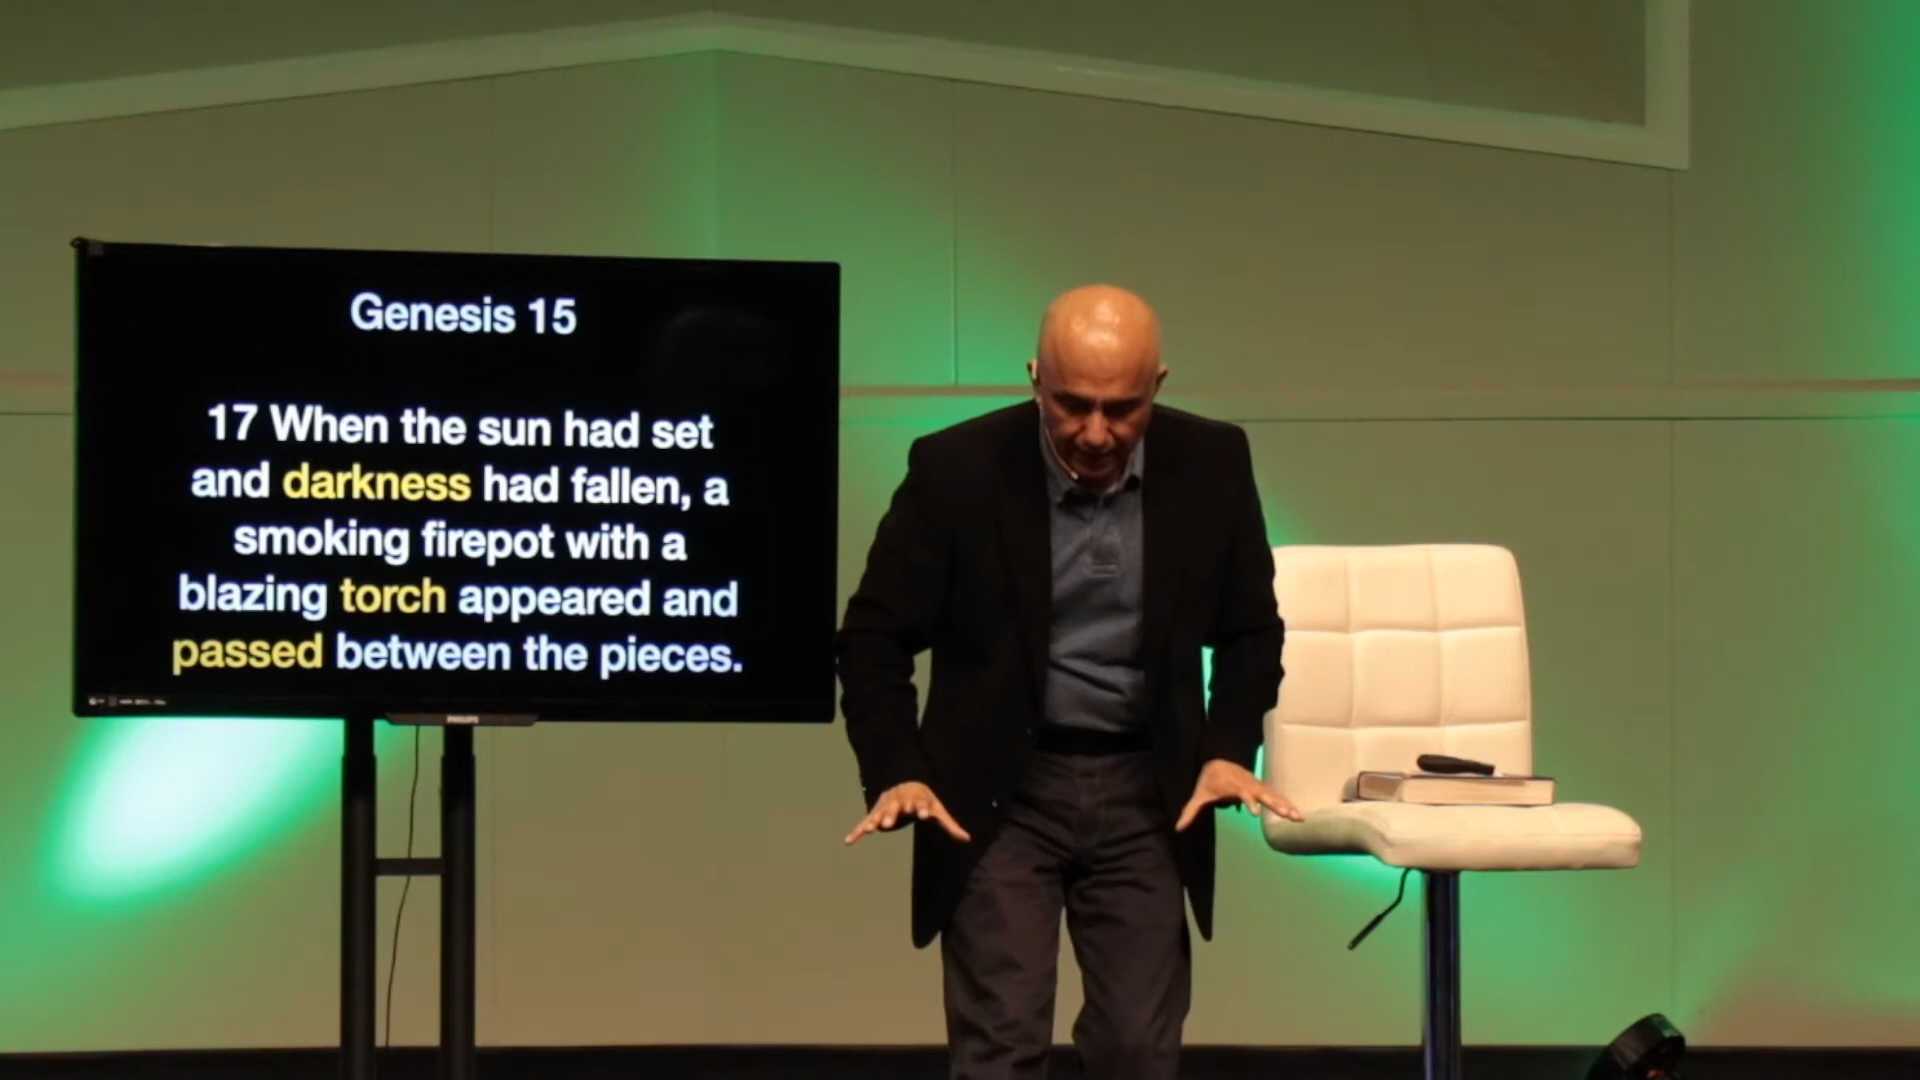 Genesis 15
17 When the sun had set
and darkness had fallen, a
smoking firepot with a
blazing torch appeared and
passed between the pieces.
PHILIPS